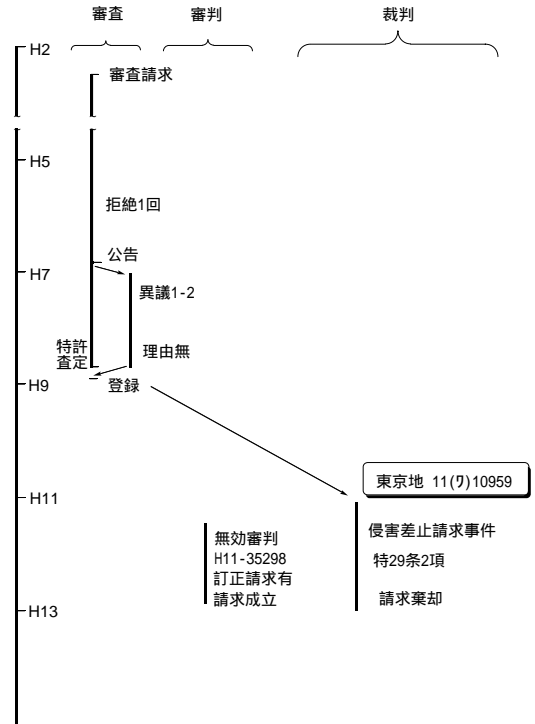 審査
審判
裁判
H2
審査請求
H5
拒絶1回
公告
H7
異議1-2
特許
査定
理由無
登録
H9
東京地 11(ワ)10959
H11
侵害差止請求事件
無効審判
H11-35298
特29条2項
訂正請求有
請求成立
請求棄却
H13